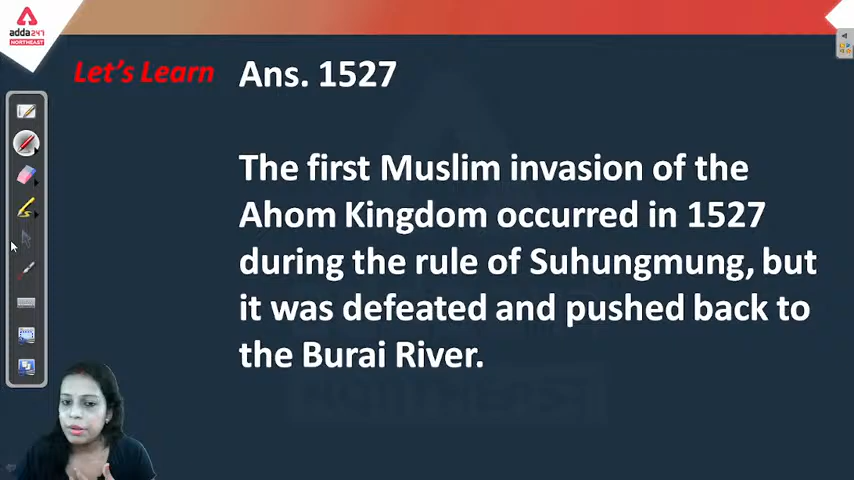 adda247
NORTHEAST
Let's Learn
Ans. 1527
The first Muslim invasion of the
Ahom Kingdom occurred in 1527
during the rule of Suhungmung, but
it was defeated and pushed back to
the Burai River.
NORTHEAST